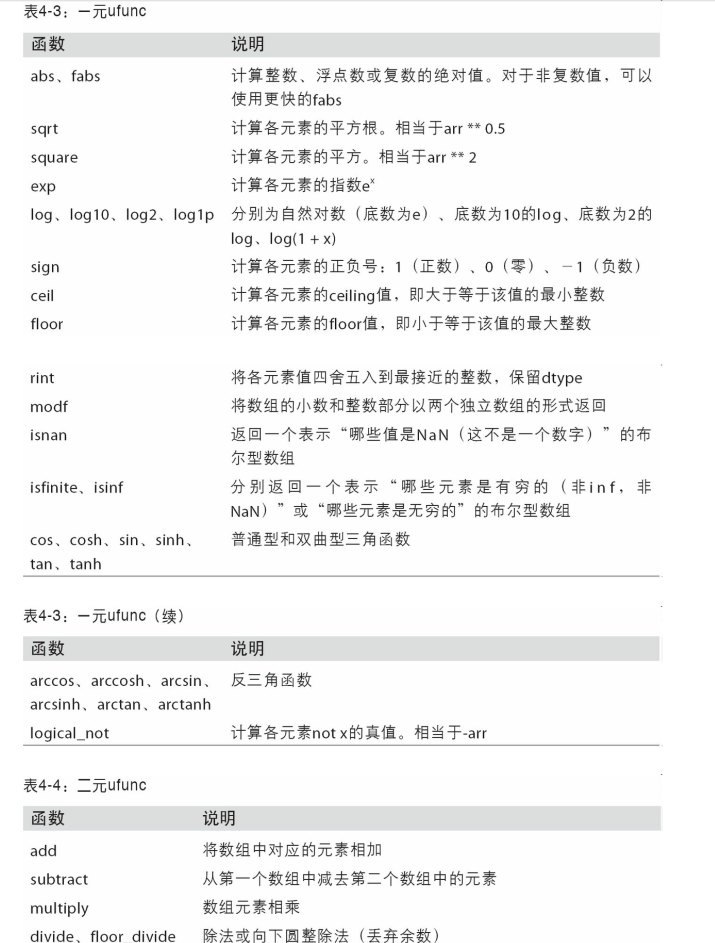 表4-3：一元ufunc
函数 说明
abs、fabs 计算整数、浮点数或复数的绝对值。对于非复数值，可以
使用更快的fabs
sqrt 计算各元素的平方根。相当于arr ** 0.5
square 计算各元素的平方。相当于arr ** 2
exp 计算各元素的指数eˣ
log、log10、log2、log1p 分别为自然对数（底数为e）、底数为10的log、底数为2的
log、log(1 + x)
sign 计算各元素的正负号：1（正数）、0（零）、－1（负数）
ceil 计算各元素的ceiling值，即大于等于该值的最小整数
floor 计算各元素的floor值，即小于等于该值的最大整数
rint 将各元素值四舍五入到最接近的整数，保留dtype
modf 将数组的小数和整数部分以两个独立数组的形式返回
isnan 返回一个表示“哪些值是NaN（这不是一个数字）”的布
尔型数组
isfinite、isinf 分别返回一个表示“哪些元素是有穷的（非inf，非
NaN）”或“哪些元素是无穷的”的布尔型数组
cos、cosh、sin、sinh、 普通型和双曲型三角函数
tan、tanh
表4-3：一元ufunc（续）
函数 说明
arccos、arccosh、arcsin、 反三角函数
arcsinh、arctan、arctanh
logical_not 计算各元素not x的真值。相当于-arr
表4-4：二元ufunc
函数 说明
add 将数组中对应的元素相加
subtract 从第一个数组中减去第二个数组中的元素
multiply 数组元素相乘
divide、floor_divide 除法或向下圆整除法（丢弃余数）